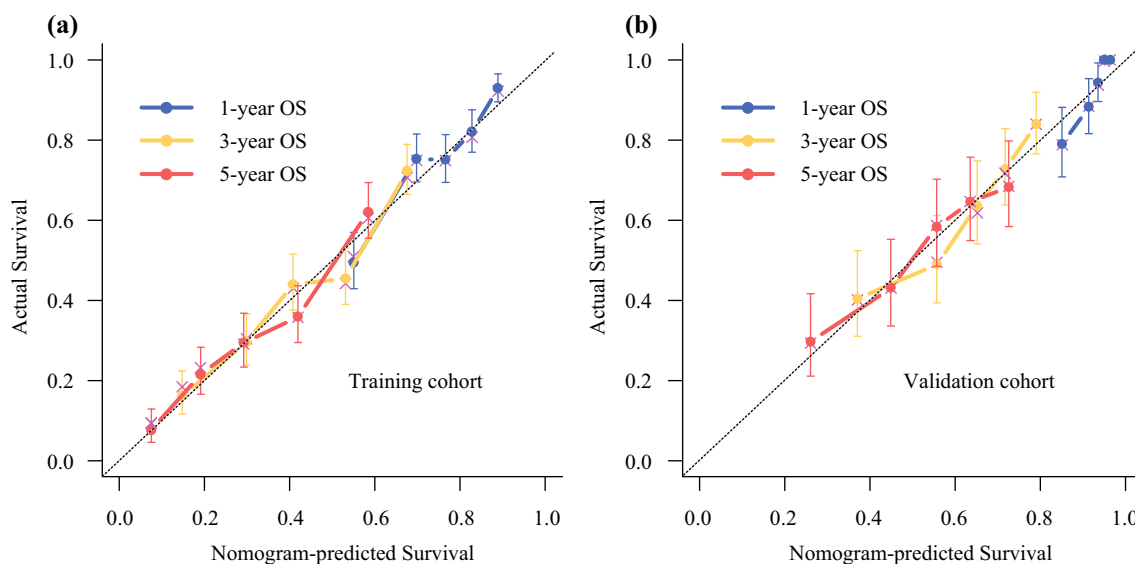 (a)
1.0
0.8
0.6
0.4
0.2
0.0
Actual Survival
1-year OS
3-year OS
5-year OS
Training cohort
0.0 0.2 0.4 0.6 0.8 1.0
Nomogram-predicted Survival
(b)
1.0
0.8
0.6
0.4
0.2
0.0
Actual Survival
1-year OS
3-year OS
5-year OS
Validation cohort
0.0 0.2 0.4 0.6 0.8 1.0
Nomogram-predicted Survival